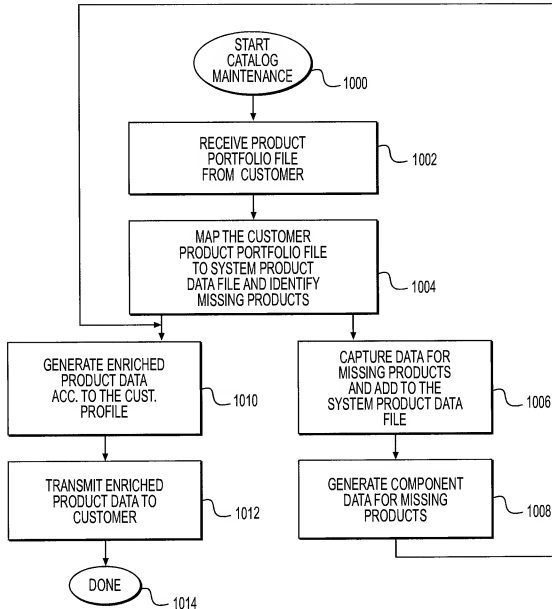 START
CATALOG
MAINTENANCE
1000
RECEIVE PRODUCT
PORTFOLIO FILE
FROM CUSTOMER
1002
MAP THE CUSTOMER
PRODUCT PORTFOLIO FILE
TO SYSTEM PRODUCT
DATA FILE AND IDENTIFY
MISSING PRODUCTS
1004
GENERATE ENRICHED
PRODUCT DATA
ACC. TO THE CUST.
PROFILE
1010
CAPTURE DATA FOR
MISSING PRODUCTS
AND ADD TO THE
SYSTEM PRODUCT DATA
FILE
1006
TRANSMIT ENRICHED
PRODUCT DATA TO
CUSTOMER
1012
GENERATE COMPONENT
DATA FOR MISSING
PRODUCTS
1008
DONE
1014